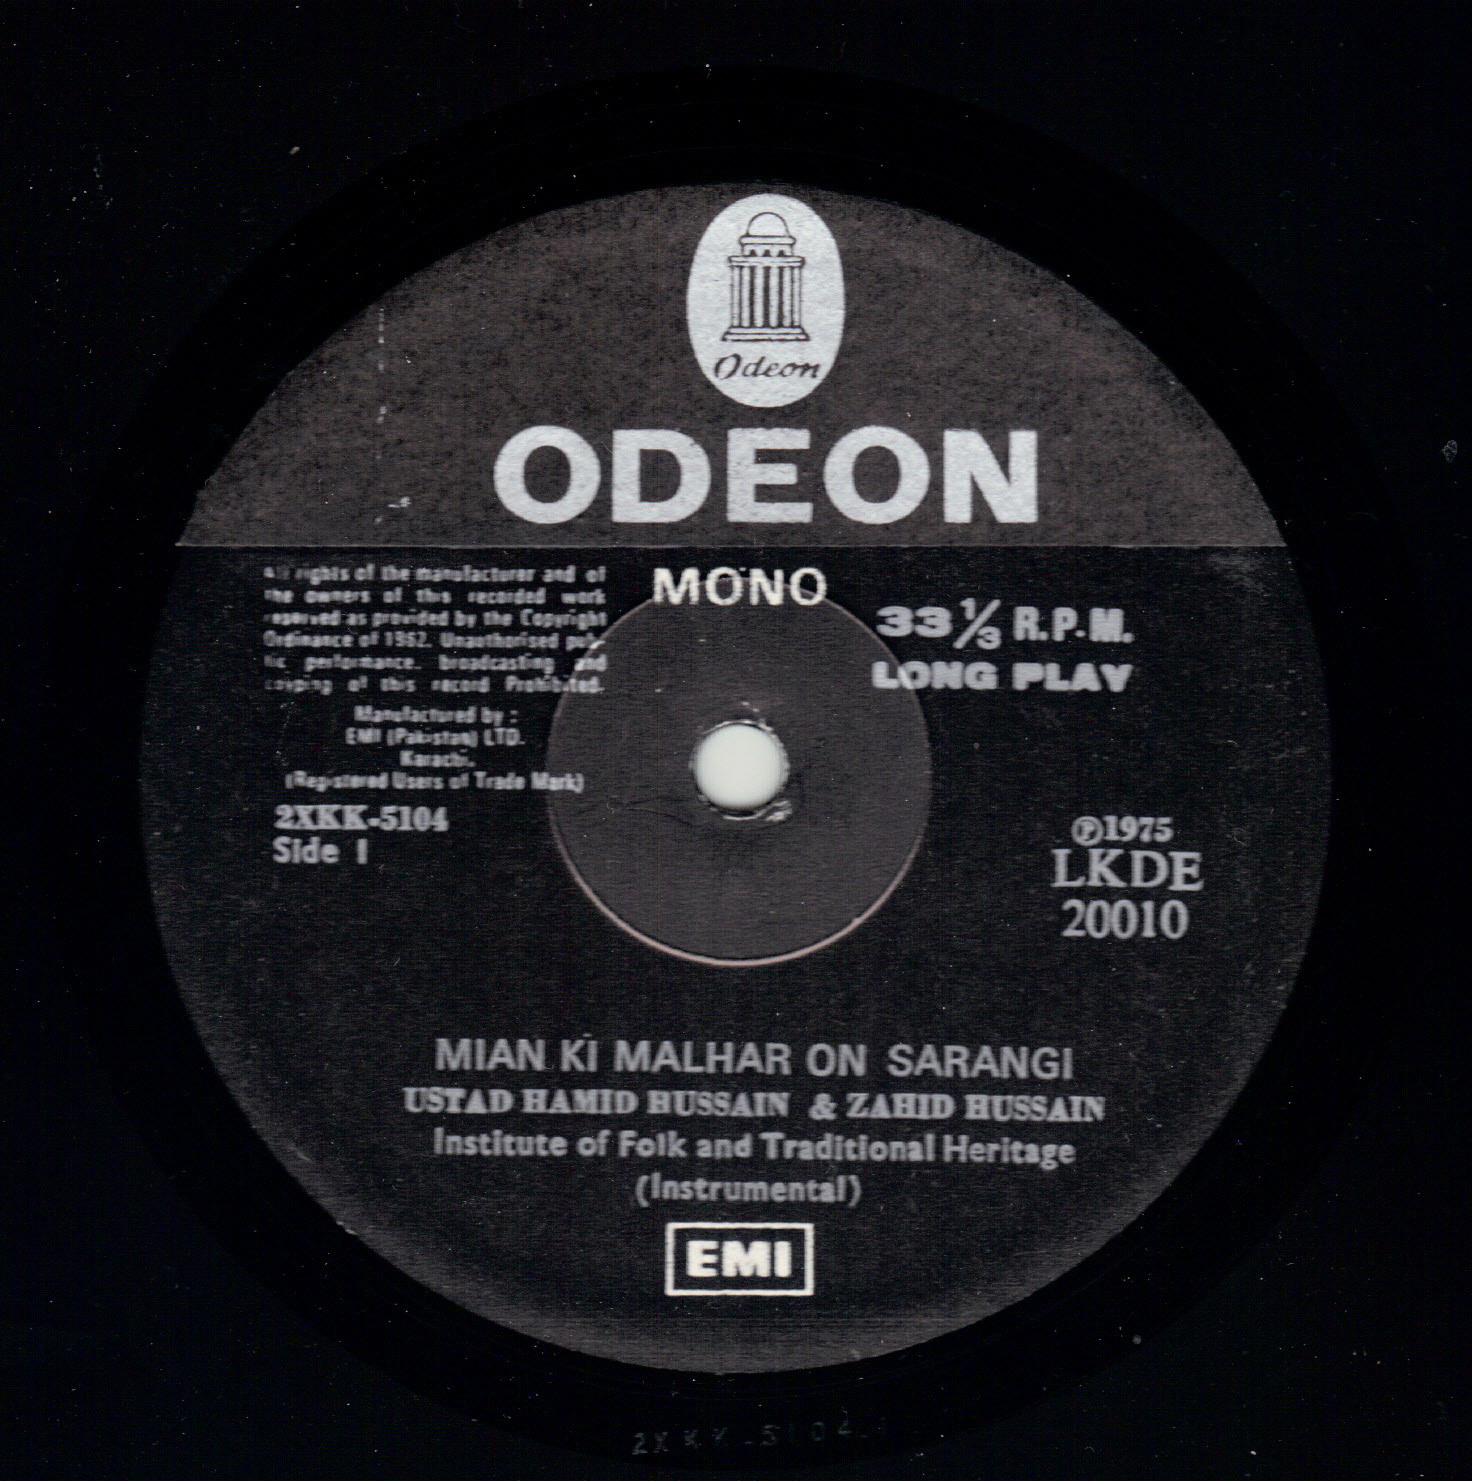 Odeon
ODEON
All rights of the manufacturer and of
the owners of this recorded work
reserved as provided by the Copyright
Ordinance of 1962. Unauthorised pub-
lic performance, broadcasting and
copying of this record Prohibited.
Manufactured by :
EMI (Pakistan) LTD.
Karachi.
(Registered Users of Trade Mark)
2XKK-5104
Side 1
MONO
33 1/3 R.P.M.
LONG PLAY
℗1975
LKDE
20010
MIAN KI MALHAR ON SARANGI
USTAD HAMID HUSSAIN & ZAHID HUSSAIN
Institute of Folk and Traditional Heritage
(Instrumental)
EMI
2XKK-5104-1